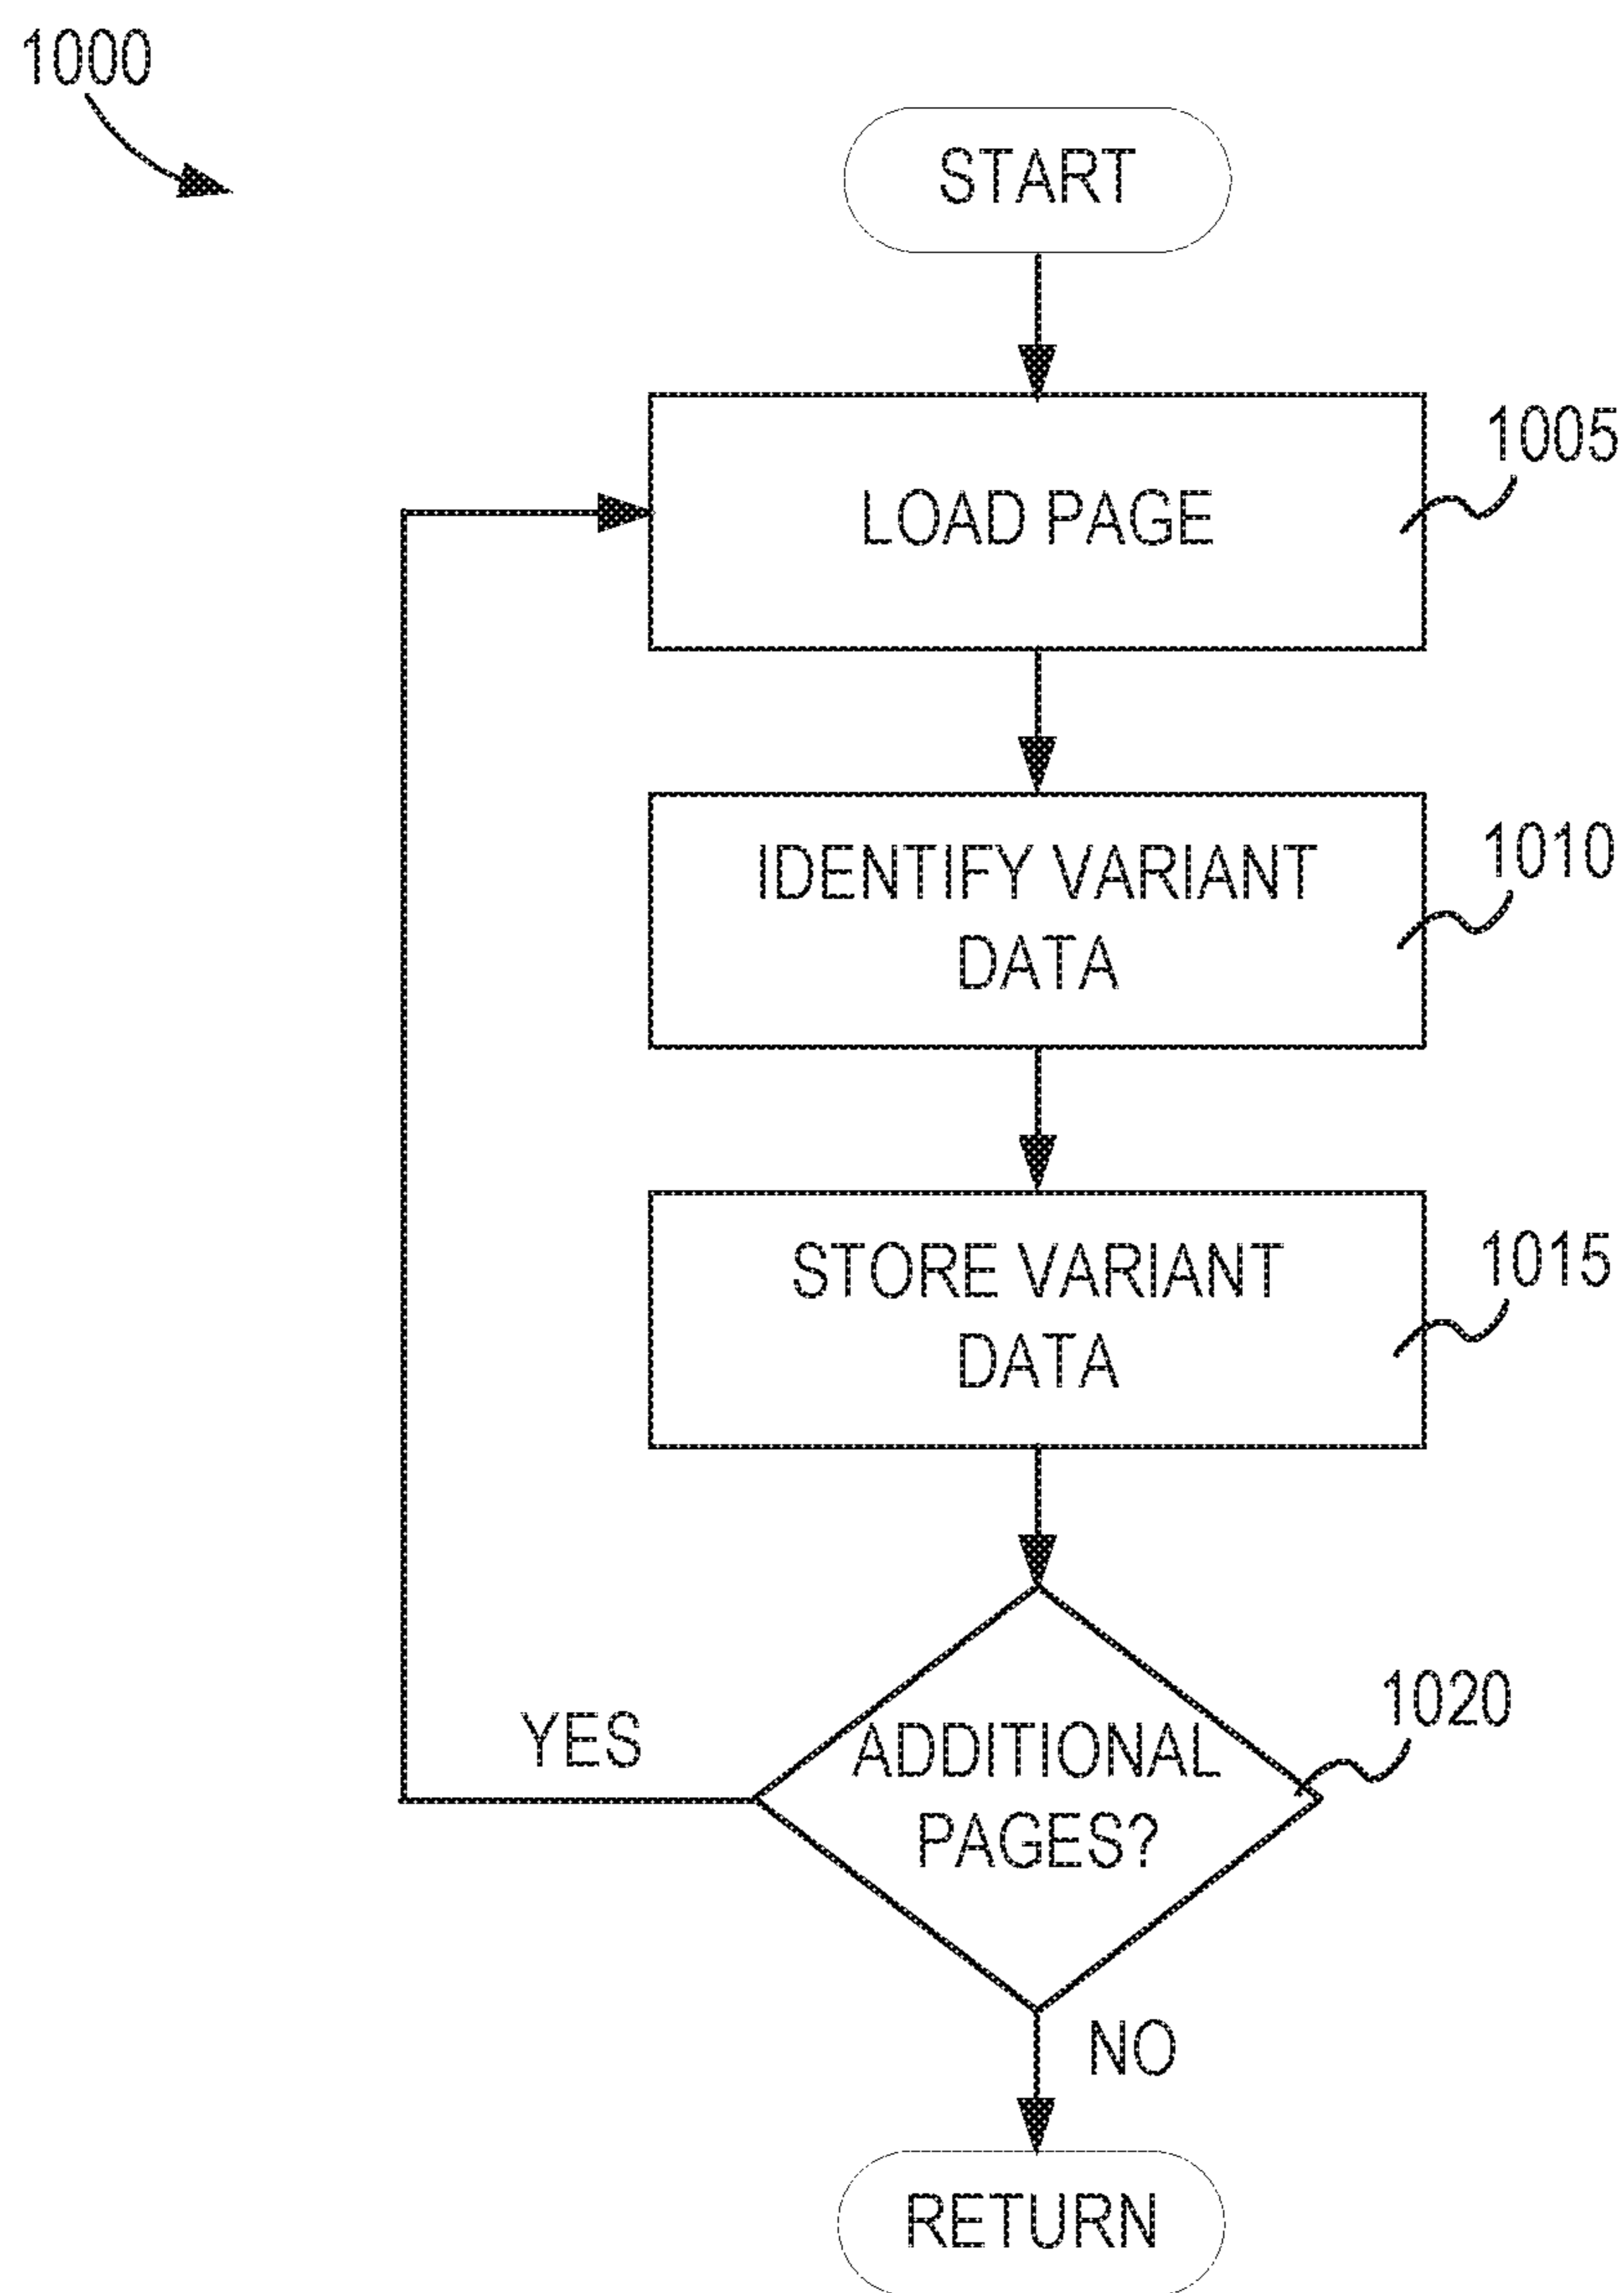 1000
START
LOAD PAGE
1005
IDENTIFY VARIANT
DATA
1010
STORE VARIANT
DATA
1015
ADDITIONAL
PAGES?
1020
YES
NO
RETURN